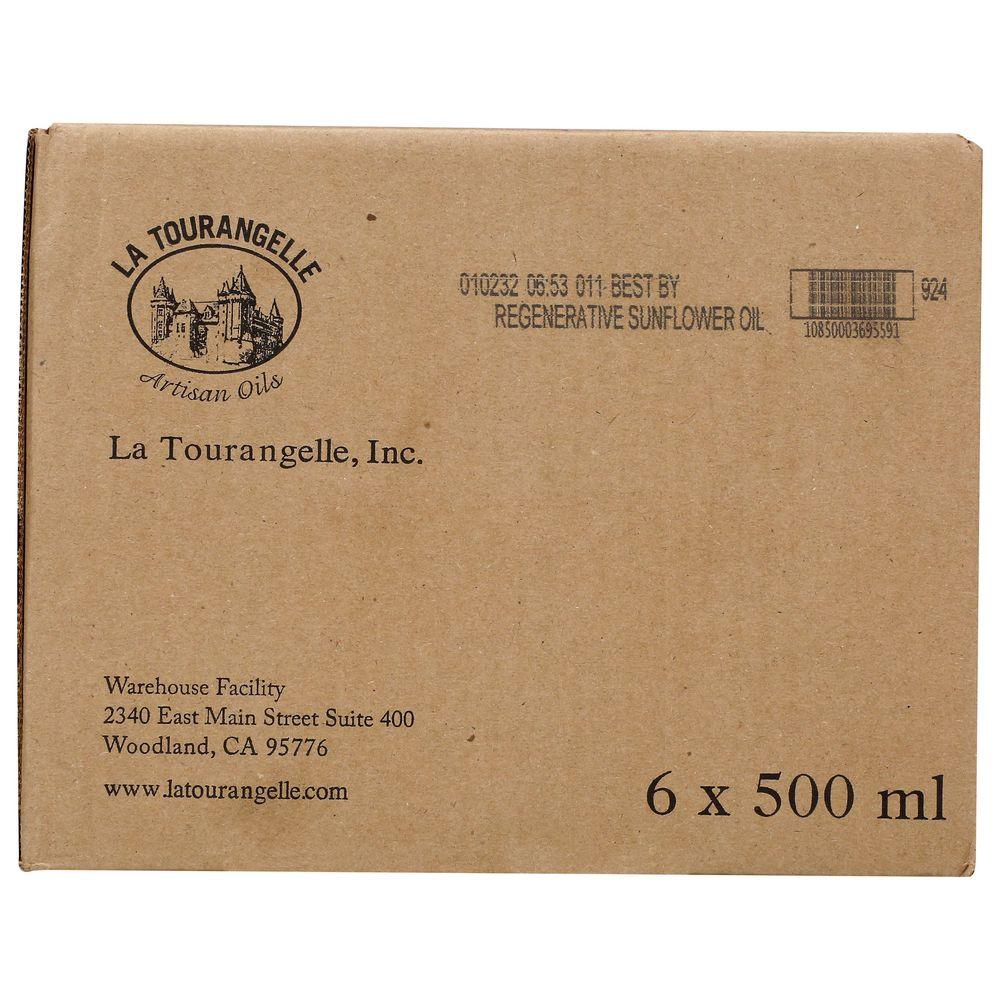 LA TOURANGELLE
Artisan Oils
La Tourangelle, Inc.
010232 06:53 011 BEST BY
REGENERATIVE SUNFLOWER OIL
924
10850003695591
Warehouse Facility
2340 East Main Street Suite 400
Woodland, CA 95776
www.latourangelle.com
6 x 500 ml